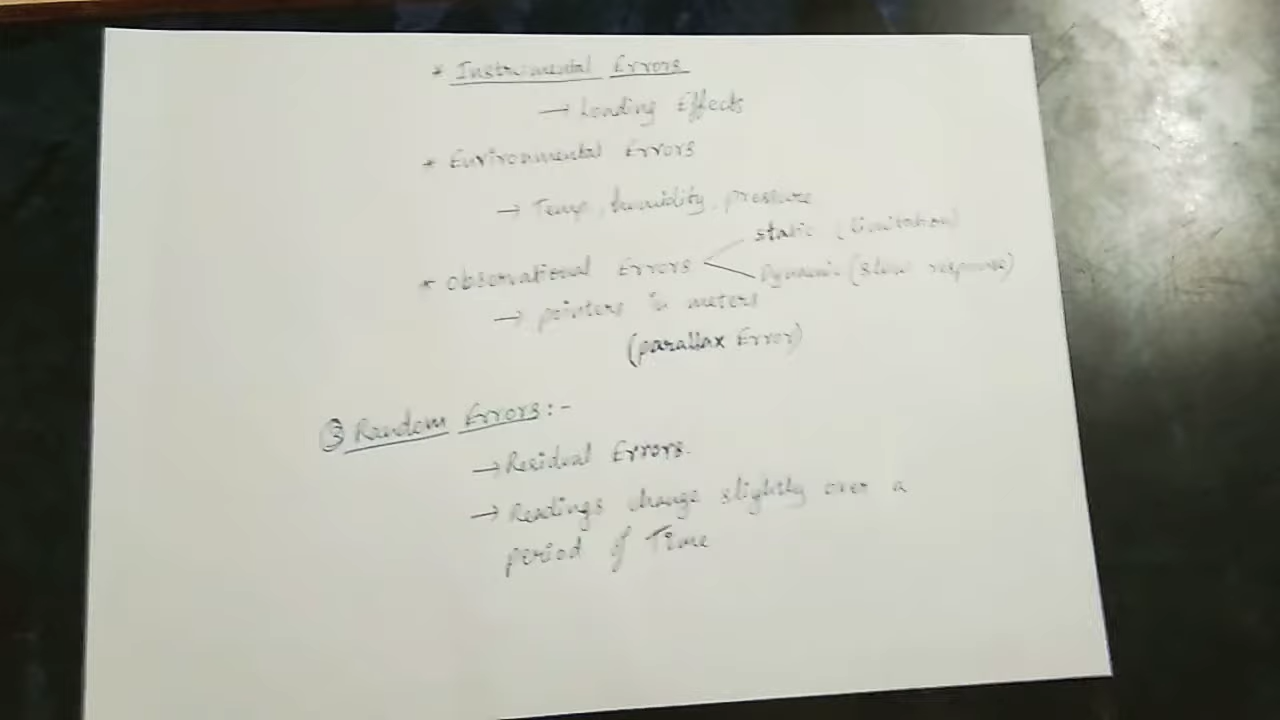 * Instrumental Errors
→ Loading Effects
* Environmental Errors
→ Temp, humidity, pressure
static (limitation)
* Observational Errors
Dynamic (slow response)
→ pointers in meters
(parallax Error)
③ Random Errors:-
→ Residual Errors.
→ Readings change slightly over a
period of Time